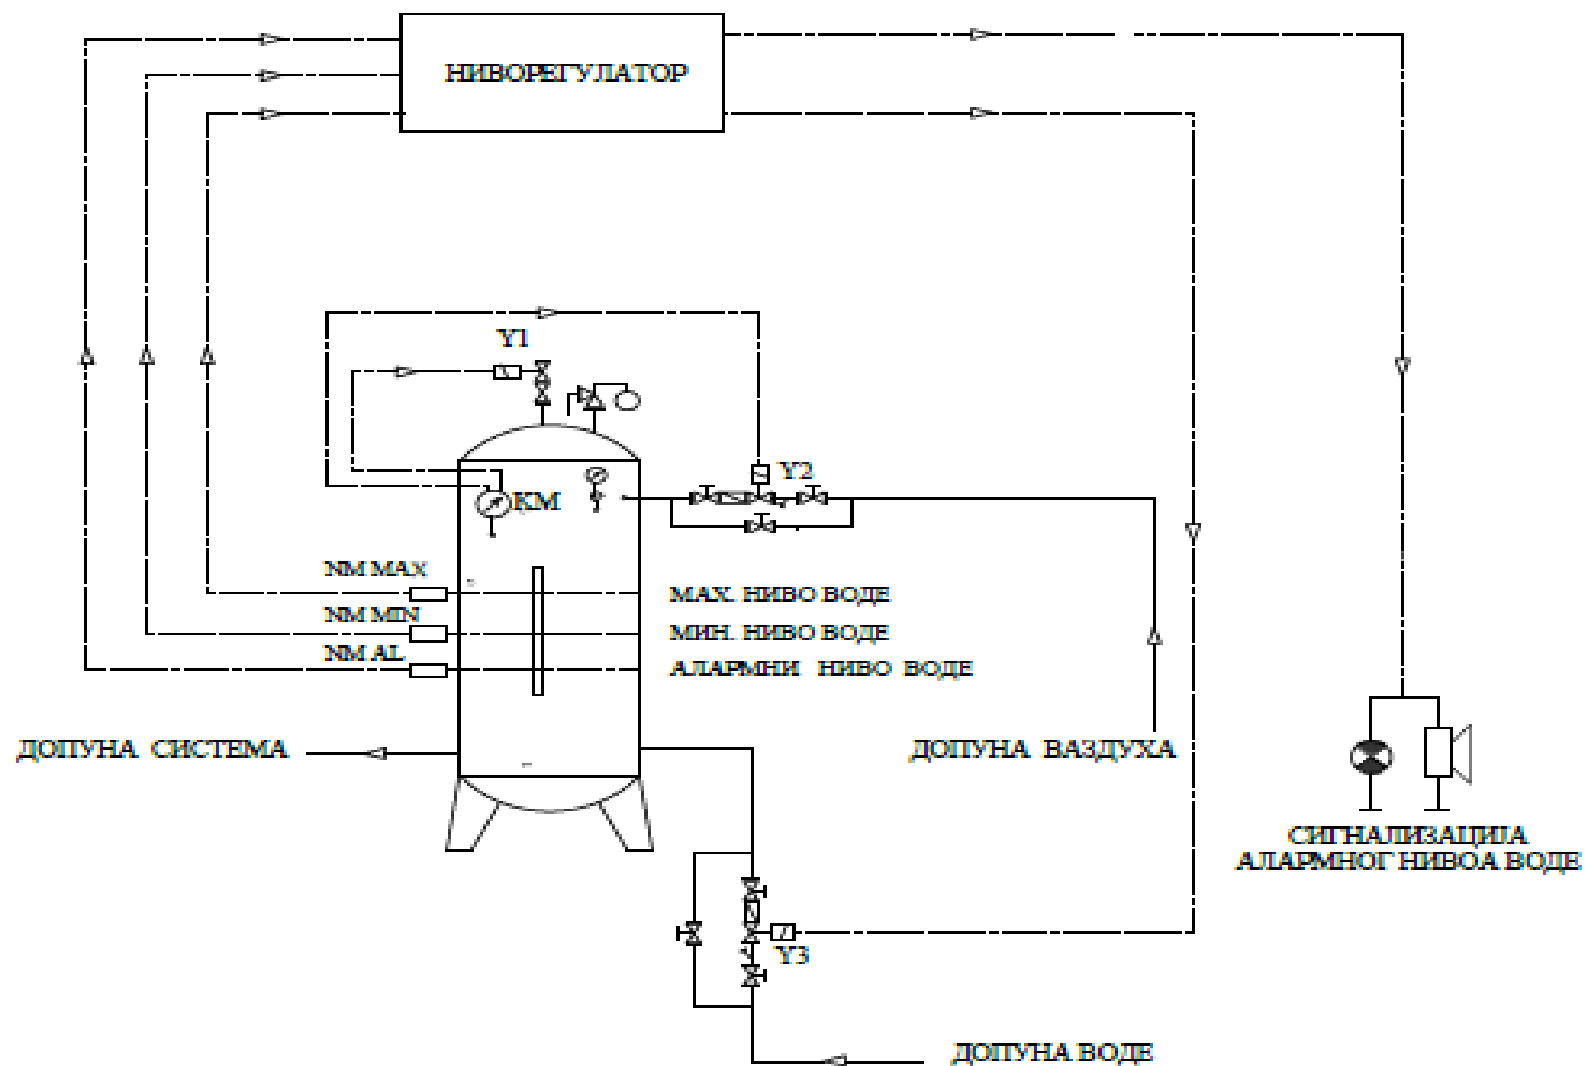 НИВОРЕГУЛАТОР
Y1
Y2
KM
NM MAX
МАХ. НИВО ВОДЕ
NM MIN
МИН. НИВО ВОДЕ
NM AL.
АЛАРМНИ НИВО ВОДЕ
ДОПУНА СИСТЕМА
ДОПУНА ВАЗДУХА
СИГНАЛИЗАЦИЈА
АЛАРМНОГ НИВОА ВОДЕ
Y3
ДОПУНА ВОДЕ